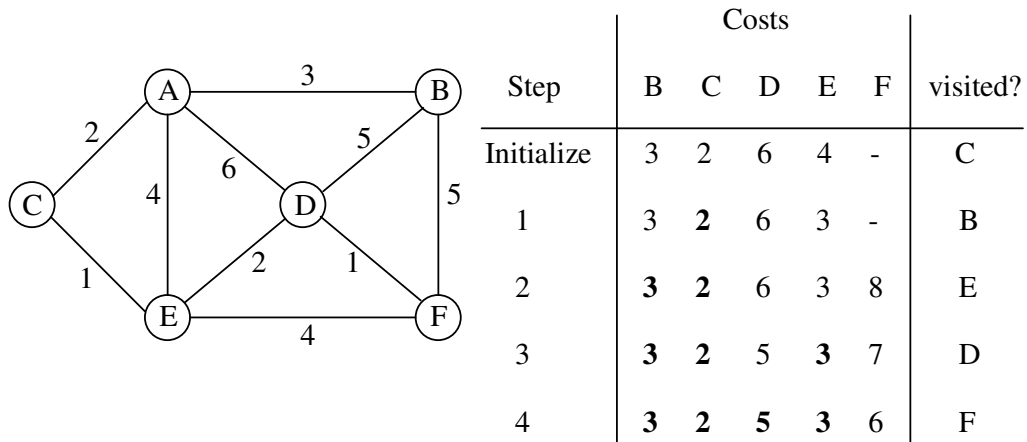 Costs
Step B C D E F visited?
Initialize 3 2 6 4 - C
1 3 2 6 3 - B
2 3 2 6 3 8 E
3 3 2 5 3 7 D
4 3 2 5 3 6 F
A 3 B
2 6 5
C 4 D 5
1 2 1
E 4 F